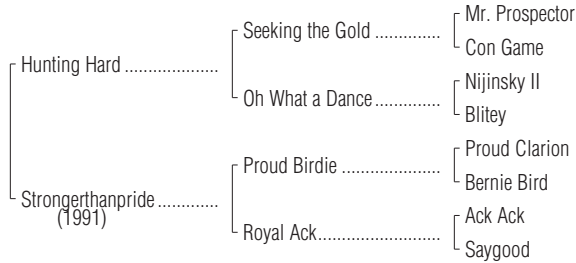 Mr. Prospector
Seeking the Gold ..............
Con Game
Hunting Hard ....................
Nijinsky II
Oh What a Dance..............
Blitey
Proud Clarion
Proud Birdie .....................
Bernie Bird
Strongerthanpride .............
(1991)
Ack Ack
Royal Ack..........................
Saygood